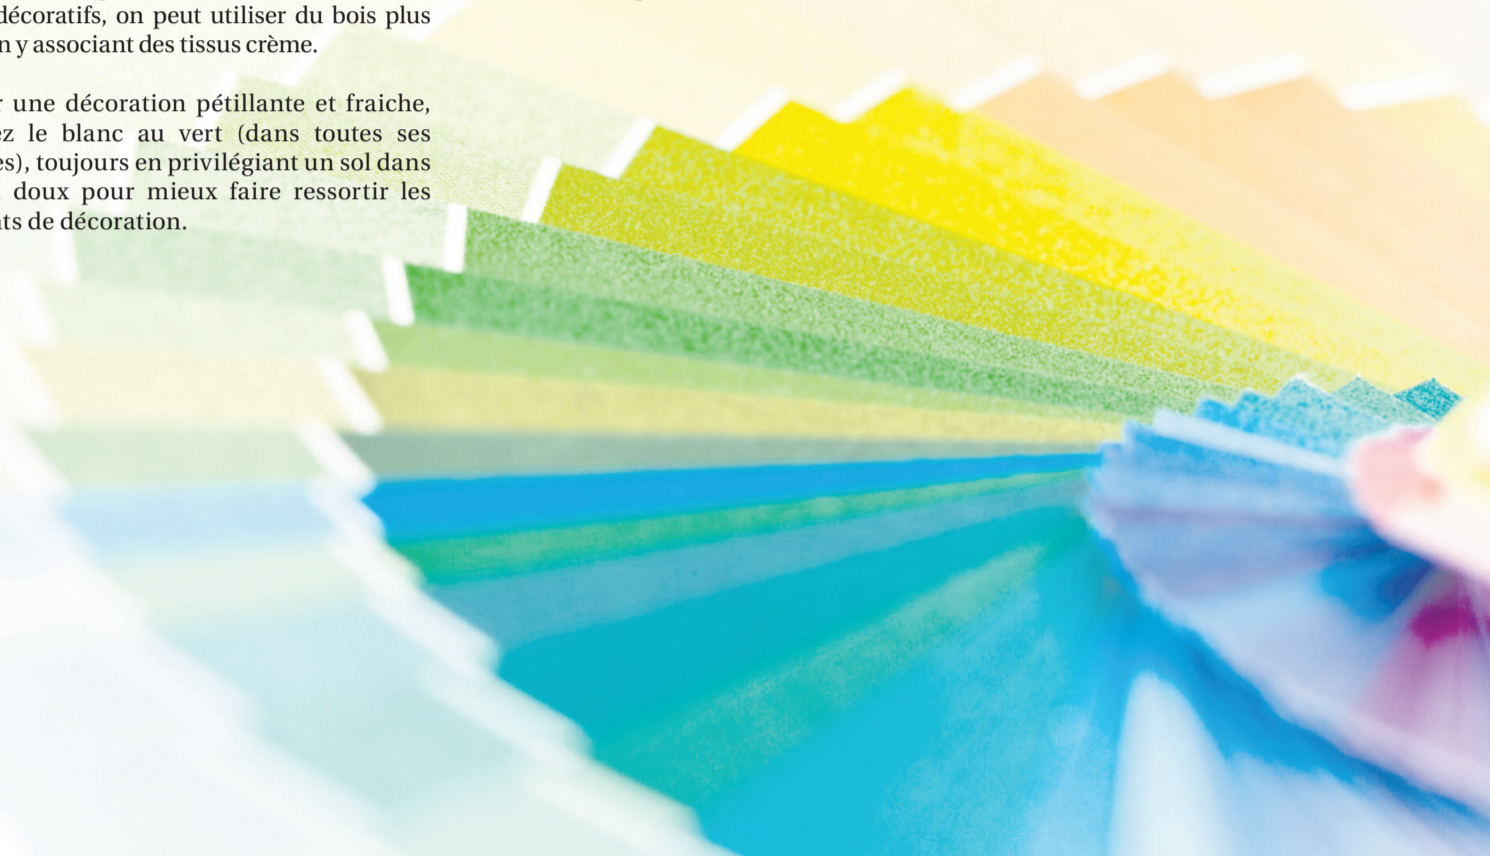 décoratifs, on peut utiliser du bois plus
n y associant des tissus crème.
r une décoration pétillante et fraiche,
ez le blanc au vert (dans toutes ses
es), toujours en privilégiant un sol dans
doux pour mieux faire ressortir les
ts de décoration.